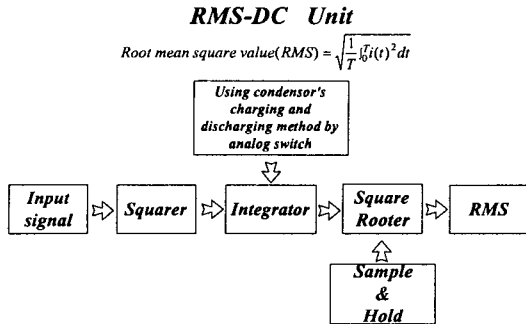 RMS-DC Unit
Root mean square value(RMS) = √(1/T ∫₀ᵀ i(t)² dt)
Using condensor's
charging and
discharging method by
analog switch
Input
signal
Squarer
Integrator
Square
Rooter
RMS
Sample
&
Hold